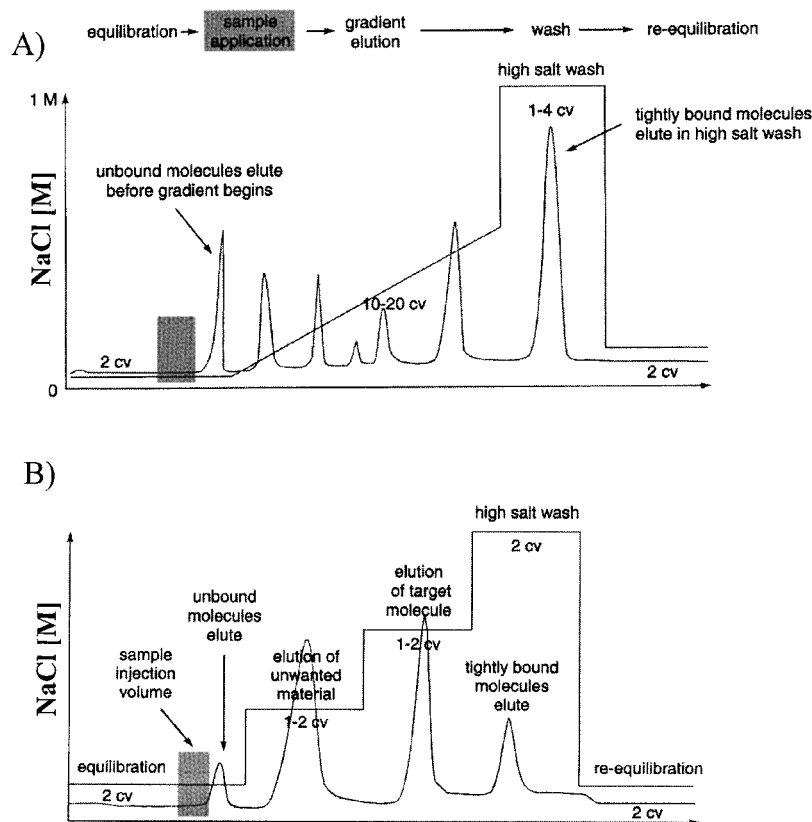 equilibration
sample
application
gradient
elution
wash
re-equilibration
A)
high salt wash
1 M
1-4 cv
tightly bound molecules
elute in high salt wash
unbound molecules elute
before gradient begins
NaCl [M]
10-20 cv
2 cv
2 cv
0
B)
high salt wash
2 cv
elution
of target
molecule
unbound
molecules
elute
1-2 cv
sample
injection
volume
elution of
unwanted
material
tightly bound
molecules
elute
1-2 cv
NaCl [M]
equilibration
re-equilibration
2 cv
2 cv